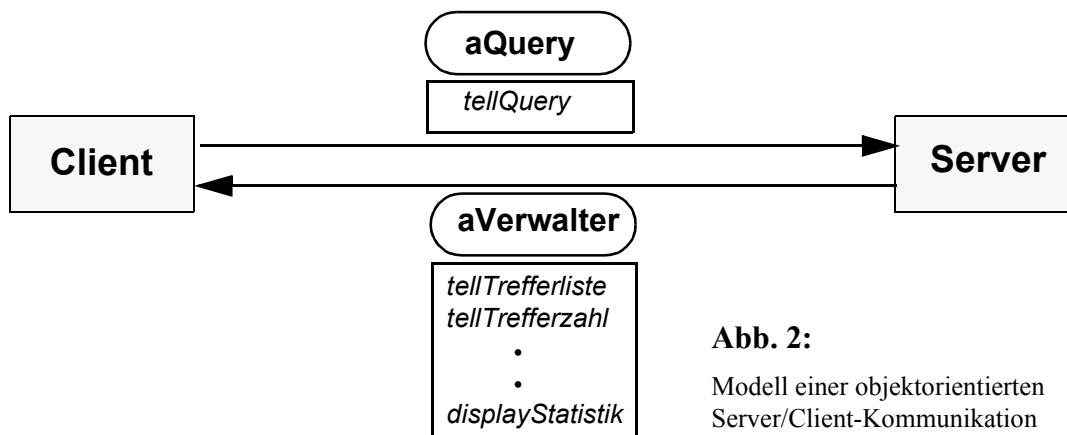 aQuery
tellQuery
Client
Server
aVerwalter
tellTrefferliste
tellTrefferzahl
•
•
displayStatistik
Abb. 2:
Modell einer objektorientierten
Server/Client-Kommunikation